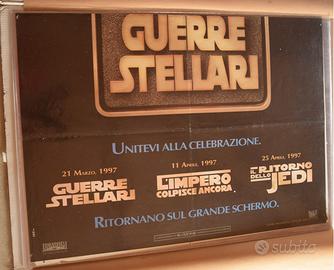 GUERRE
STELLARI
UNITEVI ALLA CELEBRAZIONE.
21 MARZO, 1997
GUERRE
STELLARI
11 APRILE, 1997
L'IMPERO
COLPISCE ANCORA
25 APRILE, 1997
IL RITORNO
DELLO JEDI
RITORNANO SUL GRANDE SCHERMO.
subito